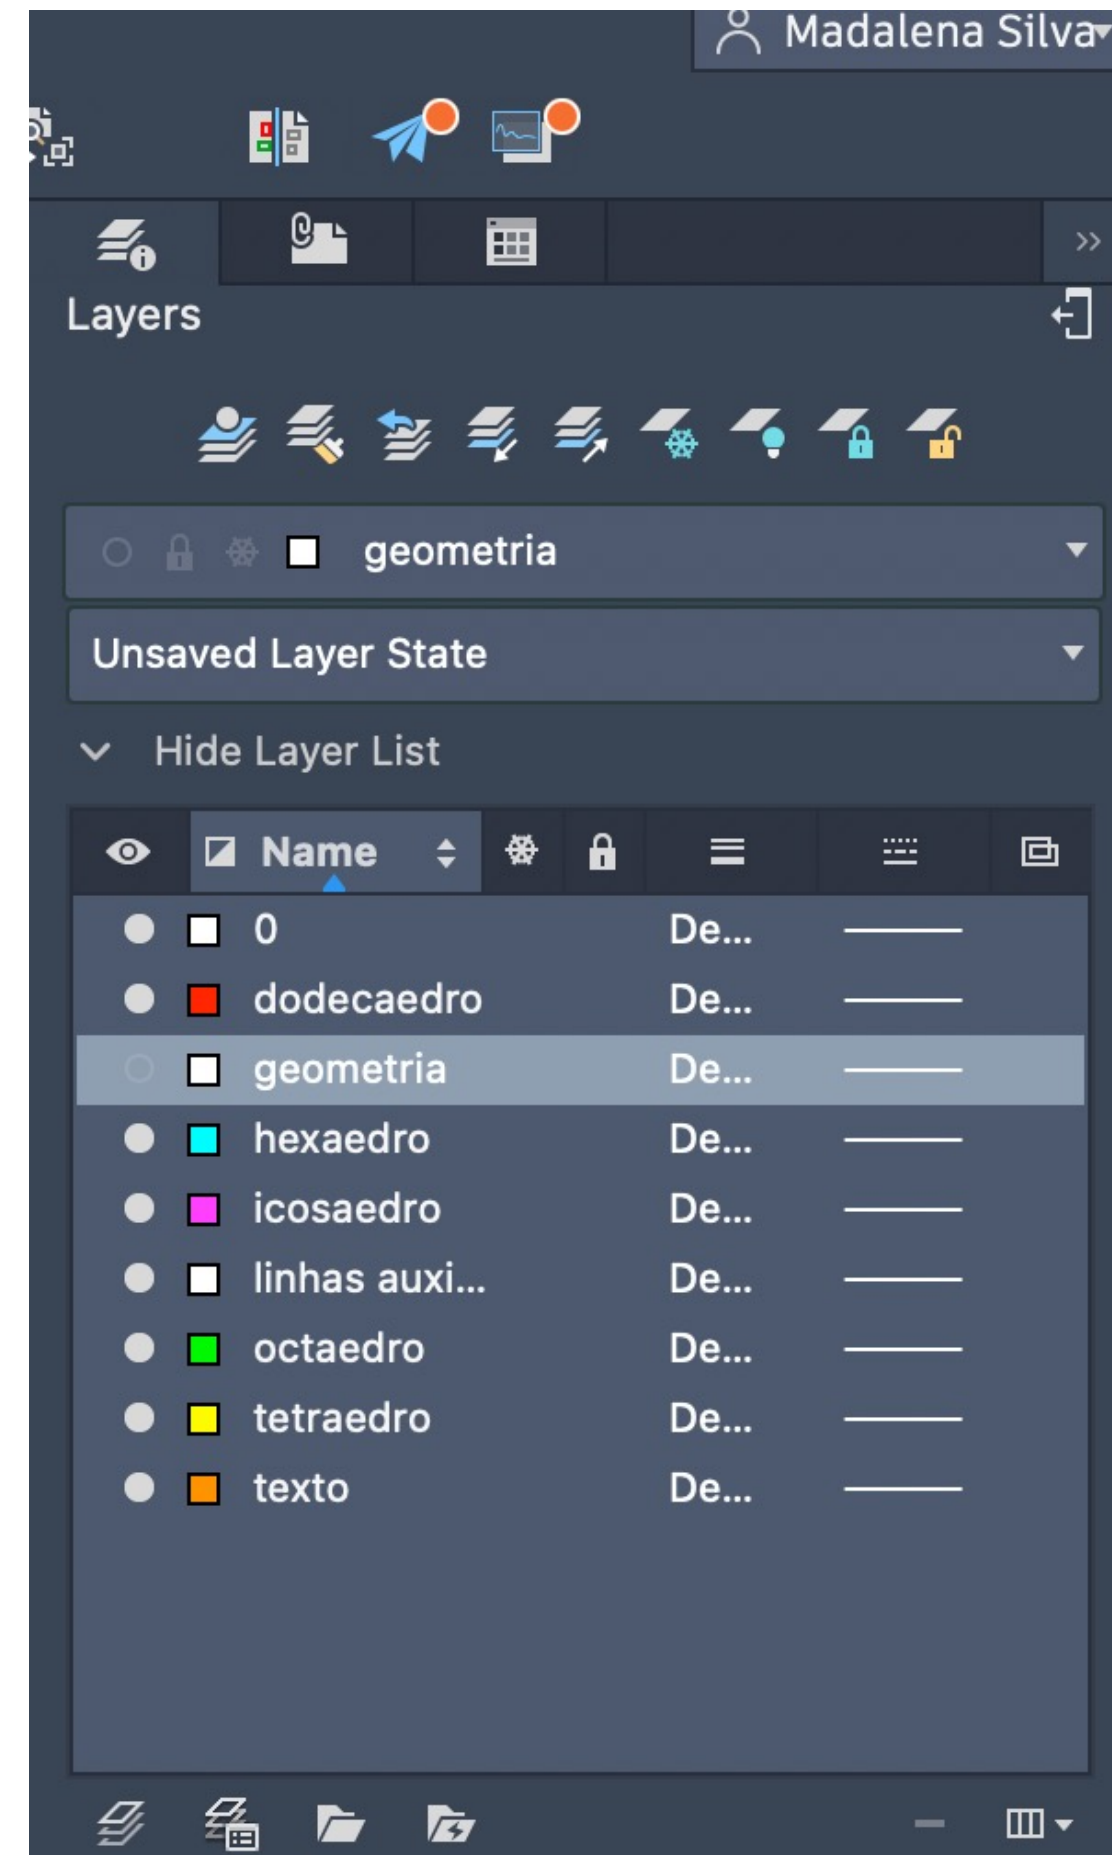 Madalena Silva
Layers
geometria
Unsaved Layer State
Hide Layer List
Name
0 De...
dodecaedro De...
geometria De...
hexaedro De...
icosaedro De...
linhas auxi... De...
octaedro De...
tetraedro De...
texto De...